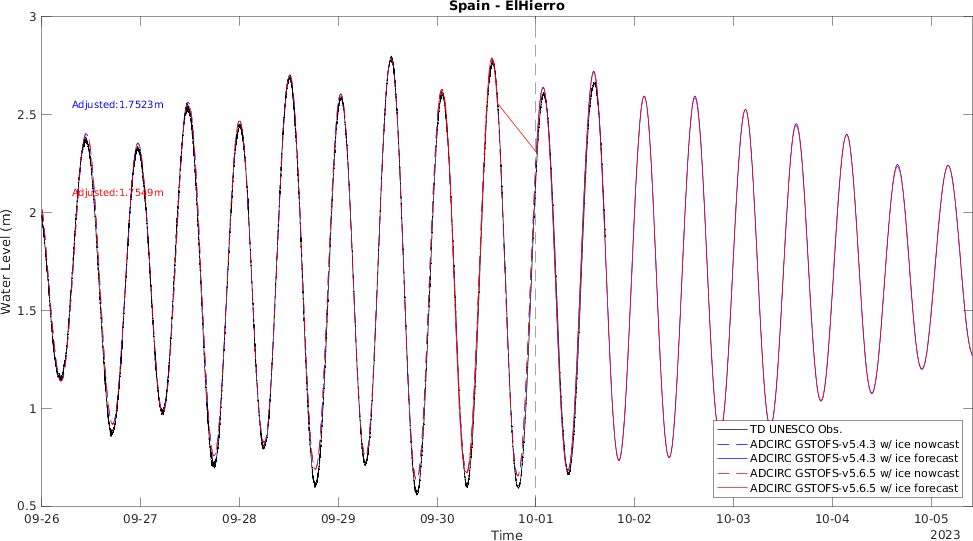 Spain - ElHierro
3
2.5
2
1.5
1
0.5
Water Level (m)
Adjusted:1.7523m
Adjusted:1.7549m
TD UNESCO Obs.
ADCIRC GSTOFS-v5.4.3 w/ ice nowcast
ADCIRC GSTOFS-v5.4.3 w/ ice forecast
ADCIRC GSTOFS-v5.6.5 w/ ice nowcast
ADCIRC GSTOFS-v5.6.5 w/ ice forecast
09-26 09-27 09-28 09-29 09-30 10-01 10-02 10-03 10-04 10-05
Time
2023